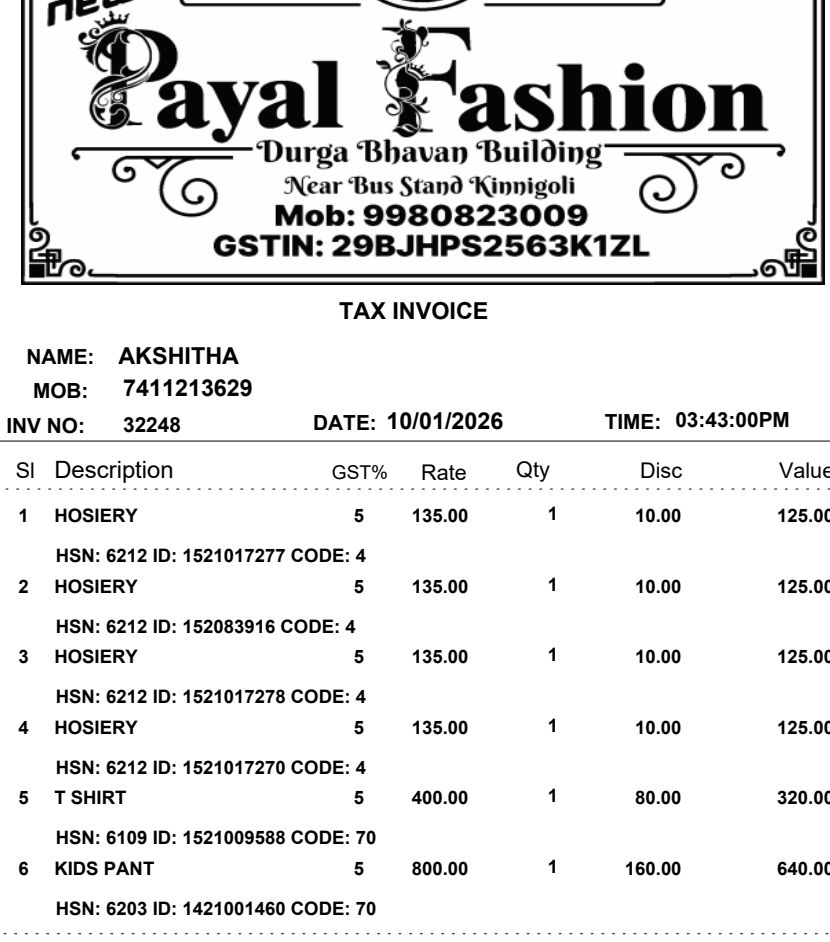 new
Payal Fashion
Durga Bhavan Building
Near Bus Stand Kinnigoli
Mob: 9980823009
GSTIN: 29BJHPS2563K1ZL
TAX INVOICE
NAME: AKSHITHA
MOB: 7411213629
INV NO: 32248 DATE: 10/01/2026 TIME: 03:43:00PM
Sl Description GST% Rate Qty Disc Value
1 HOSIERY 5 135.00 1 10.00 125.00
HSN: 6212 ID: 1521017277 CODE: 4
2 HOSIERY 5 135.00 1 10.00 125.00
HSN: 6212 ID: 152083916 CODE: 4
3 HOSIERY 5 135.00 1 10.00 125.00
HSN: 6212 ID: 1521017278 CODE: 4
4 HOSIERY 5 135.00 1 10.00 125.00
HSN: 6212 ID: 1521017270 CODE: 4
5 T SHIRT 5 400.00 1 80.00 320.00
HSN: 6109 ID: 1521009588 CODE: 70
6 KIDS PANT 5 800.00 1 160.00 640.00
HSN: 6203 ID: 1421001460 CODE: 70